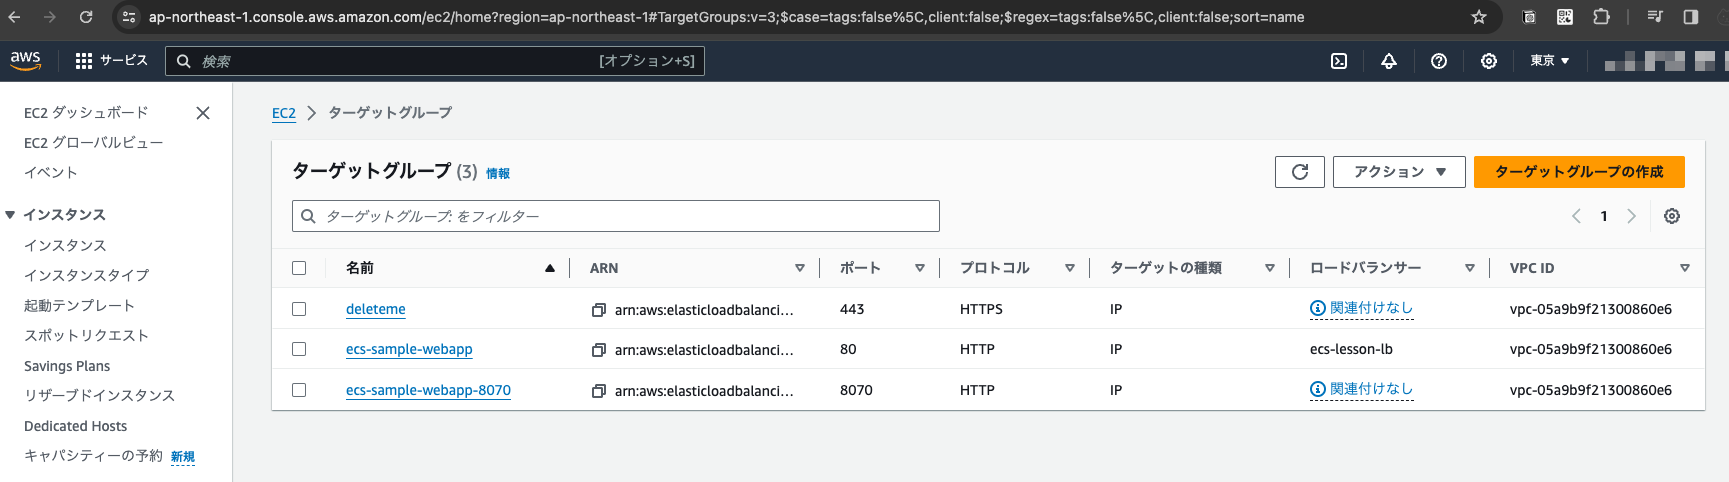 ap-northeast-1.console.aws.amazon.com/ec2/home?region=ap-northeast-1#TargetGroups:v=3;$case=tags:false%5C,client:false;$regex=tags:false%5C,client:false;sort=name
aws サービス 検索 [オプション+S] 東京
EC2 ダッシュボード
EC2 グローバルビュー
イベント
インスタンス
インスタンス
インスタンスタイプ
起動テンプレート
スポットリクエスト
Savings Plans
リザーブドインスタンス
Dedicated Hosts
キャパシティーの予約 新規
EC2 ターゲットグループ
ターゲットグループ (3) 情報
アクション ターゲットグループの作成
ターゲットグループ: をフィルター
1
名前 ARN ポート プロトコル ターゲットの種類 ロードバランサー VPC ID
deleteme arn:aws:elasticloadbalanci... 443 HTTPS IP 関連付けなし vpc-05a9b9f21300860e6
ecs-sample-webapp arn:aws:elasticloadbalanci... 80 HTTP IP ecs-lesson-lb vpc-05a9b9f21300860e6
ecs-sample-webapp-8070 arn:aws:elasticloadbalanci... 8070 HTTP IP 関連付けなし vpc-05a9b9f21300860e6